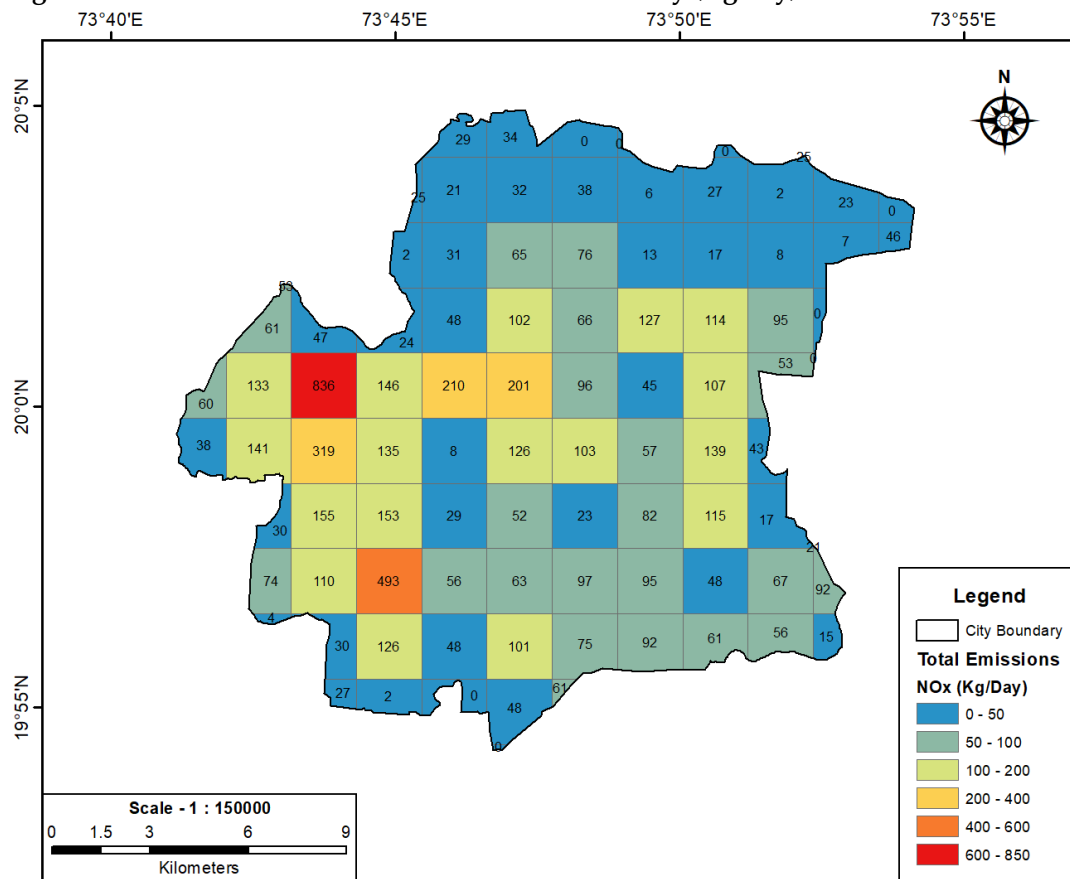 73°40'E 73°45'E 73°50'E 73°55'E
N
20°5'N
29 34 0 0 0 25
25 21 32 38 6 27 2 23 0
2 31 65 76 13 17 8 7 46
53
61 47 24 48 102 66 127 114 95 0
60 133 836 146 210 201 96 45 107 53 0
20°0'N
38 141 319 135 8 126 103 57 139 43
30 155 153 29 52 23 82 115 17
21
74 110 493 56 63 97 95 48 67 92
4
30 126 48 101 75 92 61 56 15
27 2 0 48 61
19°55'N
0
Legend
City Boundary
Total Emissions
NOx (Kg/Day)
0 - 50
50 - 100
100 - 200
200 - 400
400 - 600
600 - 850
Scale - 1 : 150000
0 1.5 3 6 9
Kilometers